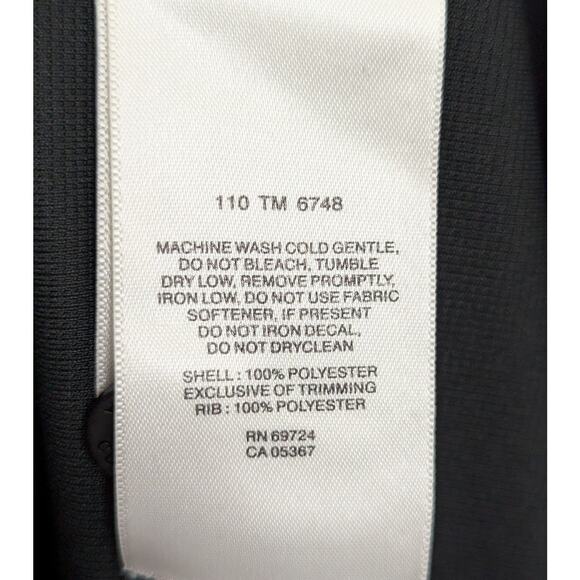 110 TM 6748
MACHINE WASH COLD GENTLE,
DO NOT BLEACH, TUMBLE
DRY LOW, REMOVE PROMPTLY,
IRON LOW, DO NOT USE FABRIC
SOFTENER, IF PRESENT
DO NOT IRON DECAL,
DO NOT DRYCLEAN
SHELL : 100% POLYESTER
EXCLUSIVE OF TRIMMING
RIB : 100% POLYESTER
RN 69724
CA 05367